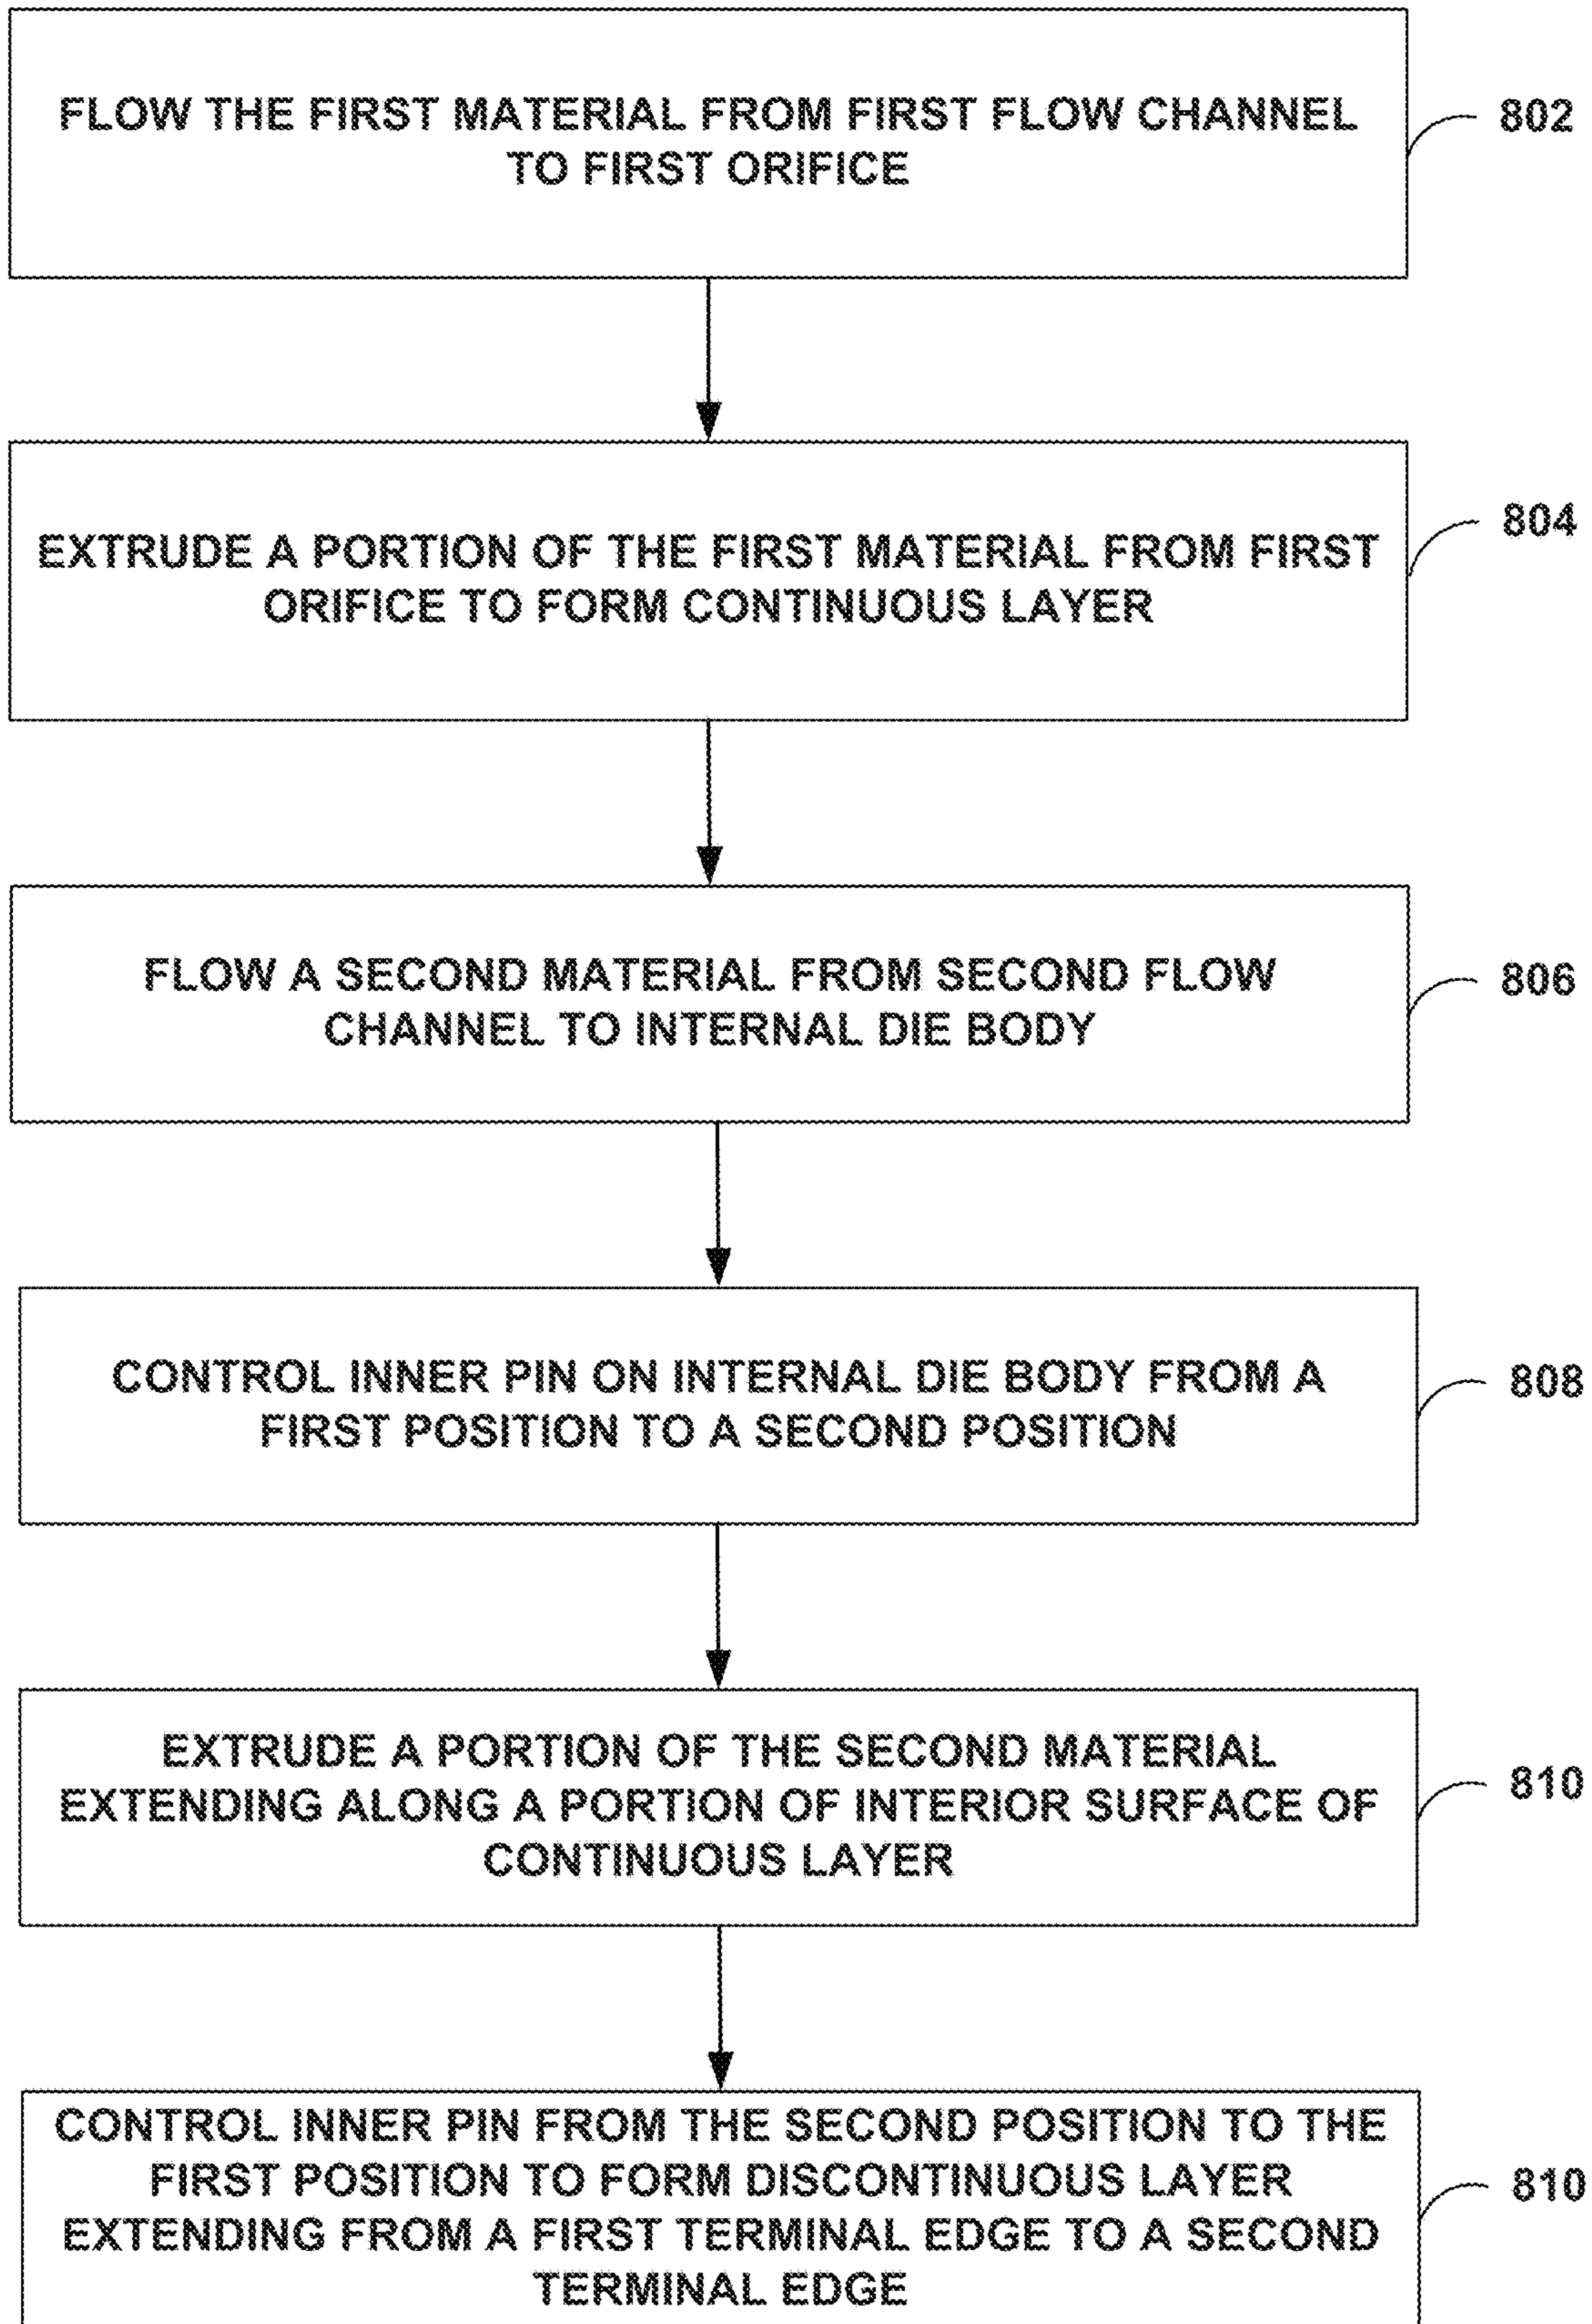 FLOW THE FIRST MATERIAL FROM FIRST FLOW CHANNEL
TO FIRST ORIFICE
802
EXTRUDE A PORTION OF THE FIRST MATERIAL FROM FIRST
ORIFICE TO FORM CONTINUOUS LAYER
804
FLOW A SECOND MATERIAL FROM SECOND FLOW
CHANNEL TO INTERNAL DIE BODY
806
CONTROL INNER PIN ON INTERNAL DIE BODY FROM A
FIRST POSITION TO A SECOND POSITION
808
EXTRUDE A PORTION OF THE SECOND MATERIAL
EXTENDING ALONG A PORTION OF INTERIOR SURFACE OF
CONTINUOUS LAYER
810
CONTROL INNER PIN FROM THE SECOND POSITION TO THE
FIRST POSITION TO FORM DISCONTINUOUS LAYER
EXTENDING FROM A FIRST TERMINAL EDGE TO A SECOND
TERMINAL EDGE
810